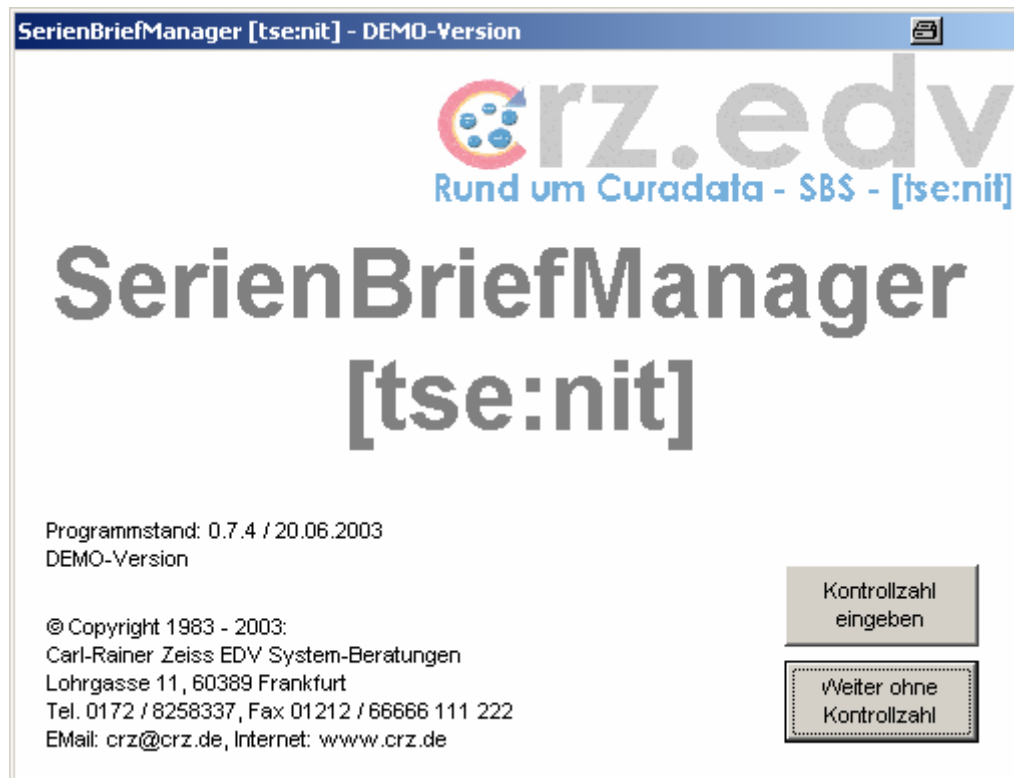 SerienBriefManager [tse:nit] - DEMO-Version
crz.edv
Rund um Curadata - SBS - [tse:nit]
SerienBriefManager
[tse:nit]
Programmstand: 0.7.4 / 20.06.2003
DEMO-Version
© Copyright 1983 - 2003:
Carl-Rainer Zeiss EDV System-Beratungen
Lohrgasse 11, 60389 Frankfurt
Tel. 0172 / 8258337, Fax 01212 / 66666 111 222
EMail: crz@crz.de, Internet: www.crz.de
Kontrollzahl
eingeben
Weiter ohne
Kontrollzahl